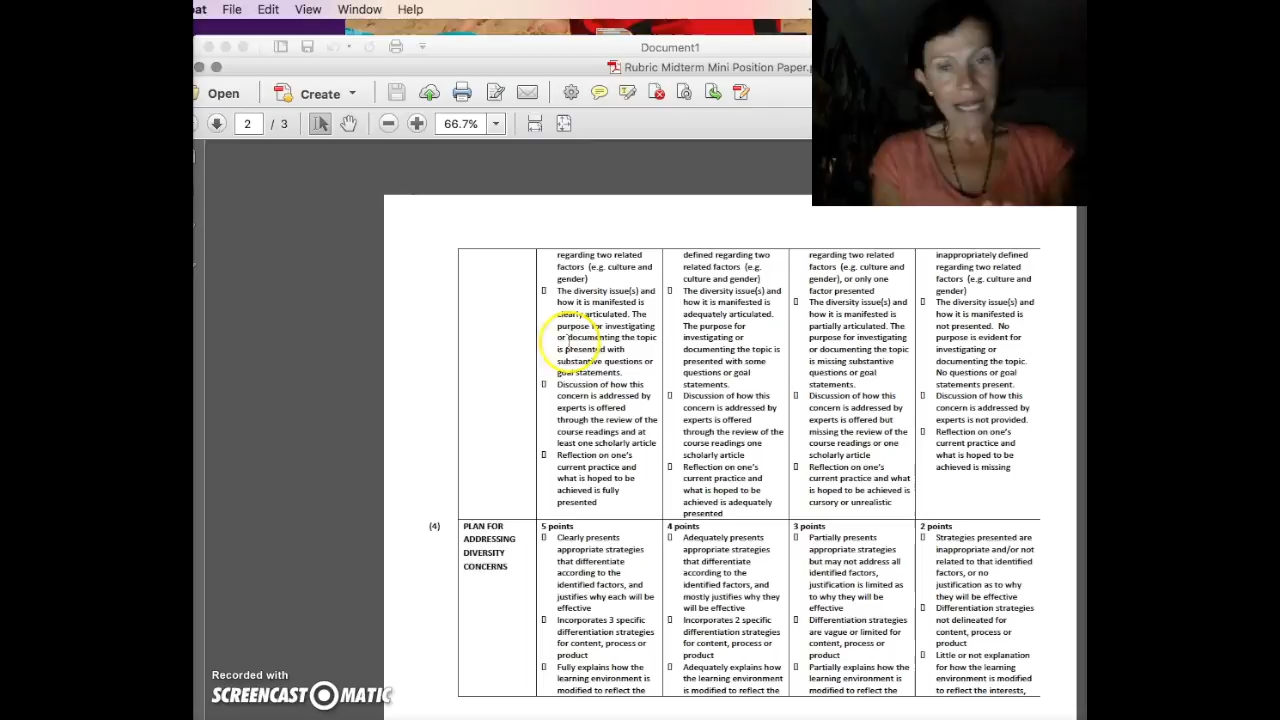 bat File Edit View Window Help
Document1
Rubric Midterm Mini Position Paper.p
Open Create
2 / 3 66.7%
regarding two related
factors (e.g. culture and
gender)
The diversity issue(s) and
how it is manifested is
clearly articulated. The
purpose for investigating
or documenting the topic
is presented with
substantive questions or
goal statements.
Discussion of how this
concern is addressed by
experts is offered
through the review of the
course readings and at
least one scholarly article
Reflection on one's
current practice and
what is hoped to be
achieved is fully
presented
defined regarding two
related factors (e.g.
culture and gender)
The diversity issue(s) and
how it is manifested is
adequately articulated.
The purpose for
investigating or
documenting the topic is
presented with some
questions or goal
statements.
Discussion of how this
concern is addressed by
experts is offered
through the review of the
course readings one
scholarly article
Reflection on one's
current practice and
what is hoped to be
achieved is adequately
presented
regarding two related
factors (e.g. culture and
gender), or only one
factor presented
The diversity issue(s) and
how it is manifested is
partially articulated. The
purpose for investigating
or documenting the topic
is missing substantive
questions or goal
statements.
Discussion of how this
concern is addressed by
experts is offered but
missing the review of the
course readings or one
scholarly article
Reflection on one's
current practice and what
is hoped to be achieved is
cursory or unrealistic
inappropriately defined
regarding two related
factors (e.g. culture and
gender)
The diversity issue(s) and
how it is manifested is
not presented. No
purpose is evident for
investigating or
documenting the topic.
No questions or goal
statements present.
Discussion of how this
concern is addressed by
experts is not provided.
Reflection on one's
current practice and
what is hoped to be
achieved is missing
(4)
PLAN FOR
ADDRESSING
DIVERSITY
CONCERNS
5 points
Clearly presents
appropriate strategies
that differentiate
according to the
identified factors, and
justifies why each will be
effective
Incorporates 3 specific
differentiation strategies
for content, process or
product
Fully explains how the
learning environment is
modified to reflect the
4 points
Adequately presents
appropriate strategies
that differentiate
according to the
identified factors, and
mostly justifies why they
will be effective
Incorporates 2 specific
differentiation strategies
for content, process or
product
Adequately explains how
the learning environment
is modified to reflect the
3 points
Partially presents
appropriate strategies
but may not address all
identified factors,
justification is limited as
to why they will be
effective
Differentiation strategies
are vague or limited for
content, process or
product
Partially explains how the
learning environment is
modified to reflect the
2 points
Strategies presented are
inappropriate and/or not
related to that identified
factors, or no
justification as to why
they will be effective
Differentiation strategies
not delineated for
content, process or
product
Little or not explanation
for how the learning
environment is modified
to reflect the interests,
Recorded with
SCREENCAST MATIC